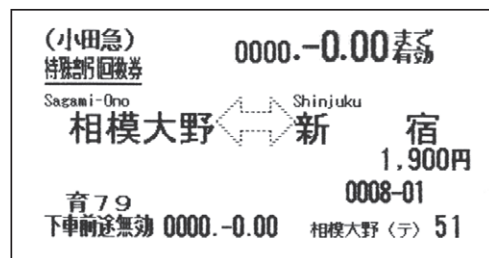 (小田急) 0000.-0.00まで有効
特殊割引回数券
Sagami-Ono Shinjuku
相模大野 新宿
1,900円
0008-01
育79
下車前途無効 0000.-0.00 相模大野(テ) 51